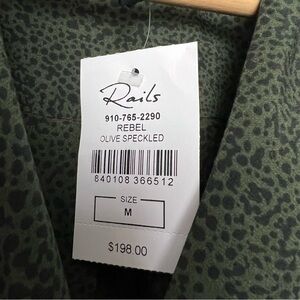 Rails
910-765-2290
REBEL
OLIVE SPECKLED
840108 366512
SIZE
M
$198.00